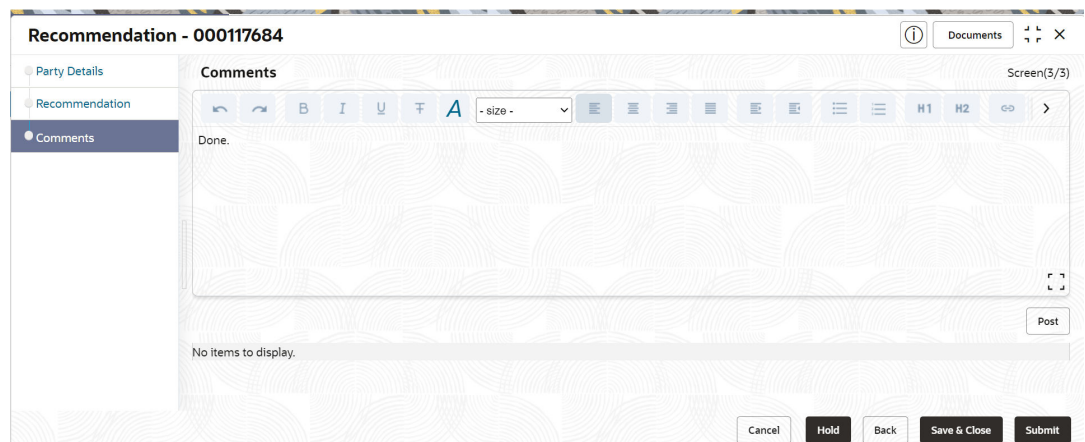 Recommendation - 000117684
Documents
Party Details
Recommendation
Comments
Comments
Screen(3/3)
B I U T A - size - H1 H2
Done.
Post
No items to display.
Cancel Hold Back Save & Close Submit